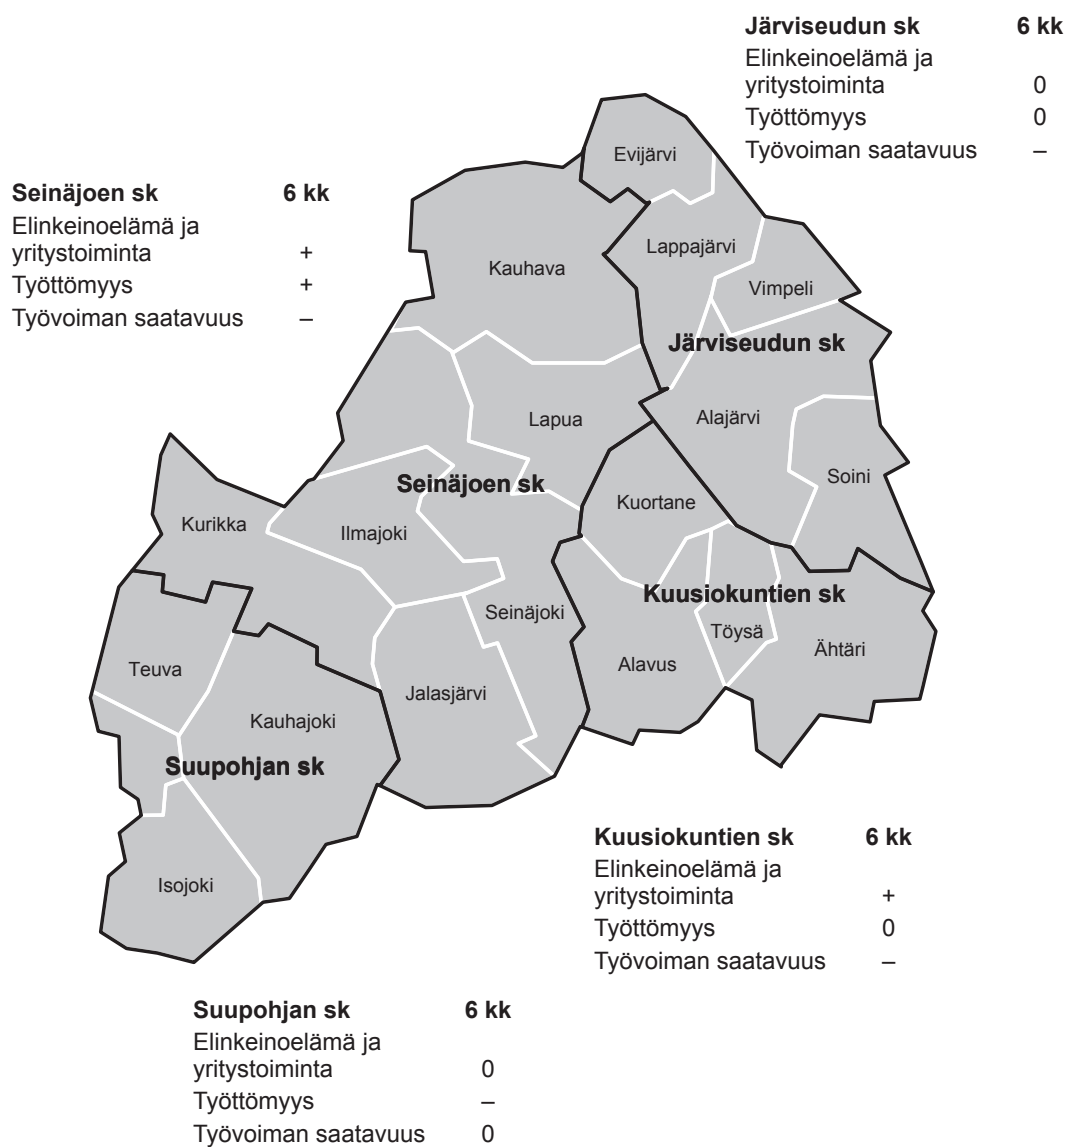 Järviseudun sk 6 kk
Elinkeinoelämä ja
yritystoiminta 0
Työttömyys 0
Työvoiman saatavuus –
Seinäjoen sk 6 kk
Elinkeinoelämä ja
yritystoiminta +
Työttömyys +
Työvoiman saatavuus –
Evijärvi
Lappajärvi
Kauhava
Vimpeli
Järviseudun sk
Lapua
Alajärvi
Soini
Seinäjoen sk
Kuortane
Kurikka
Ilmajoki
Kuusiokuntien sk
Seinäjoki
Töysä
Ähtäri
Alavus
Teuva
Jalasjärvi
Kauhajoki
Suupohjan sk
Isojoki
Kuusiokuntien sk 6 kk
Elinkeinoelämä ja
yritystoiminta +
Työttömyys 0
Työvoiman saatavuus –
Suupohjan sk 6 kk
Elinkeinoelämä ja
yritystoiminta 0
Työttömyys –
Työvoiman saatavuus 0